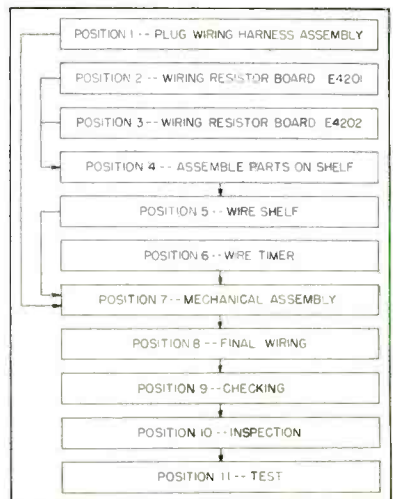 POSITION 1 -- PLUG WIRING HARNESS ASSEMBLY
POSITION 2 -- WIRING RESISTOR BOARD E4201
POSITION 3 -- WIRING RESISTOR BOARD E4202
POSITION 4 -- ASSEMBLE PARTS ON SHELF
POSITION 5 -- WIRE SHELF
POSITION 6 -- WIRE TIMER
POSITION 7 -- MECHANICAL ASSEMBLY
POSITION 8 -- FINAL WIRING
POSITION 9 -- CHECKING
POSITION 10 -- INSPECTION
POSITION 11 -- TEST